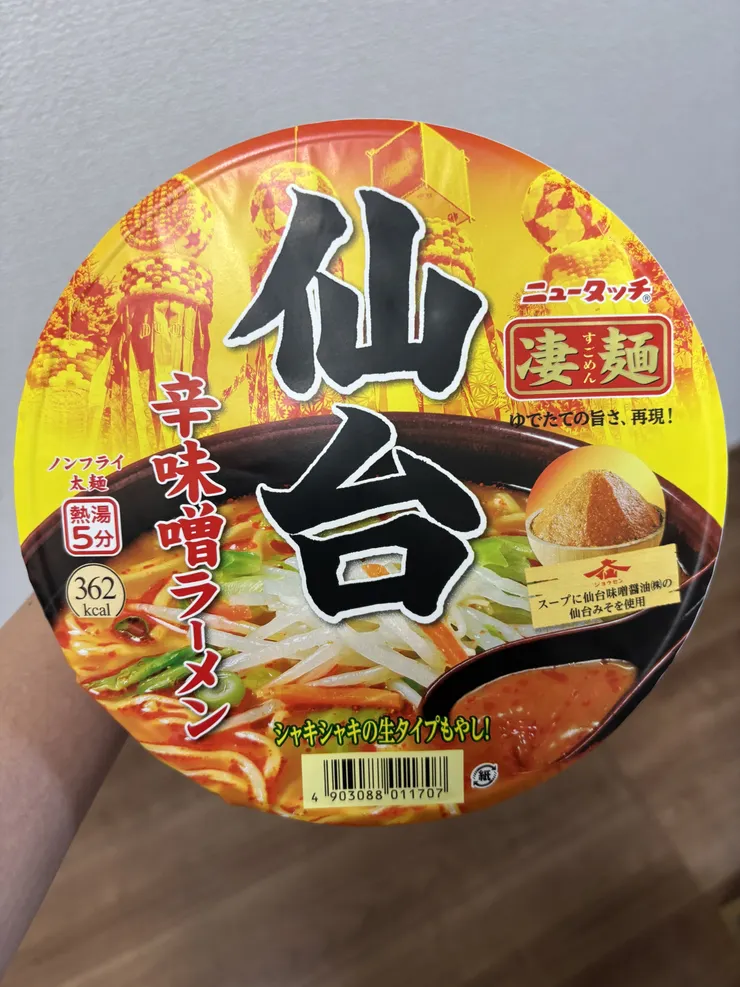 仙台
辛味噌ラーメン
ニュータッチ®
凄麺
すごめん
ゆでたての旨さ、再現!
ノンフライ
太麺
熱湯
5分
362
kcal
ジョウセン
スープに仙台味噌醤油㈱の
仙台みそを使用
シャキシャキの生タイプもやし!
4 903088 011707
紙